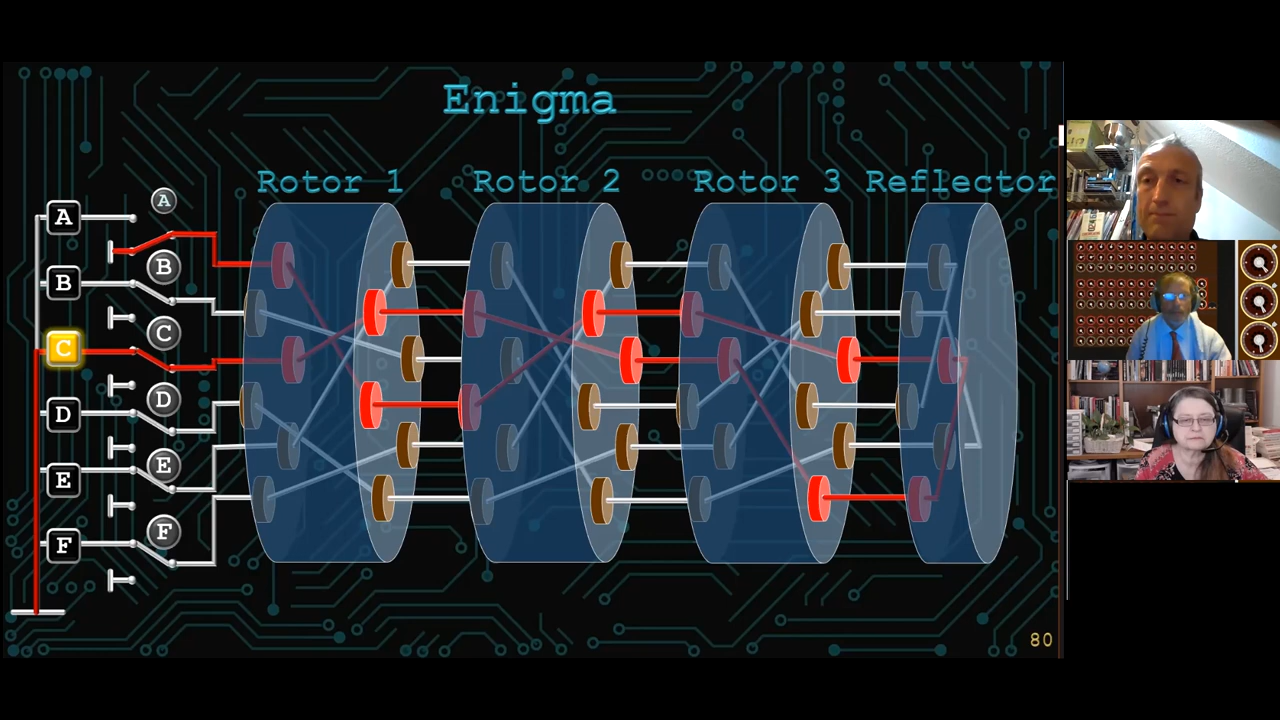 Enigma
Rotor 1 Rotor 2 Rotor 3 Reflector
A A
B B
C C
D D
E E
F F
80